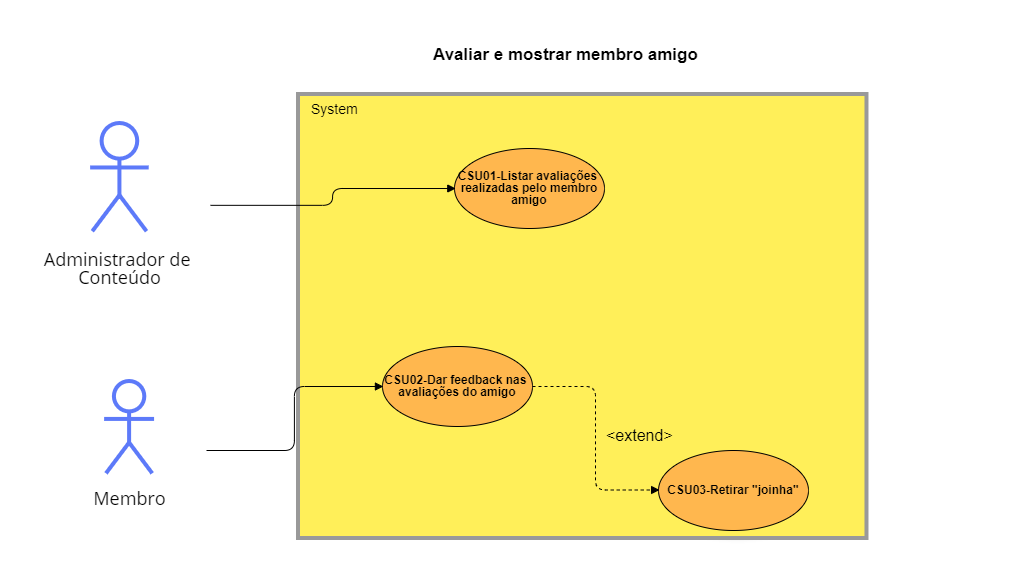 Avaliar e mostrar membro amigo
System
CSU01-Listar avaliações
realizadas pelo membro
amigo
Administrador de
Conteúdo
CSU02-Dar feedback nas
avaliações do amigo
<extend>
CSU03-Retirar "joinha"
Membro